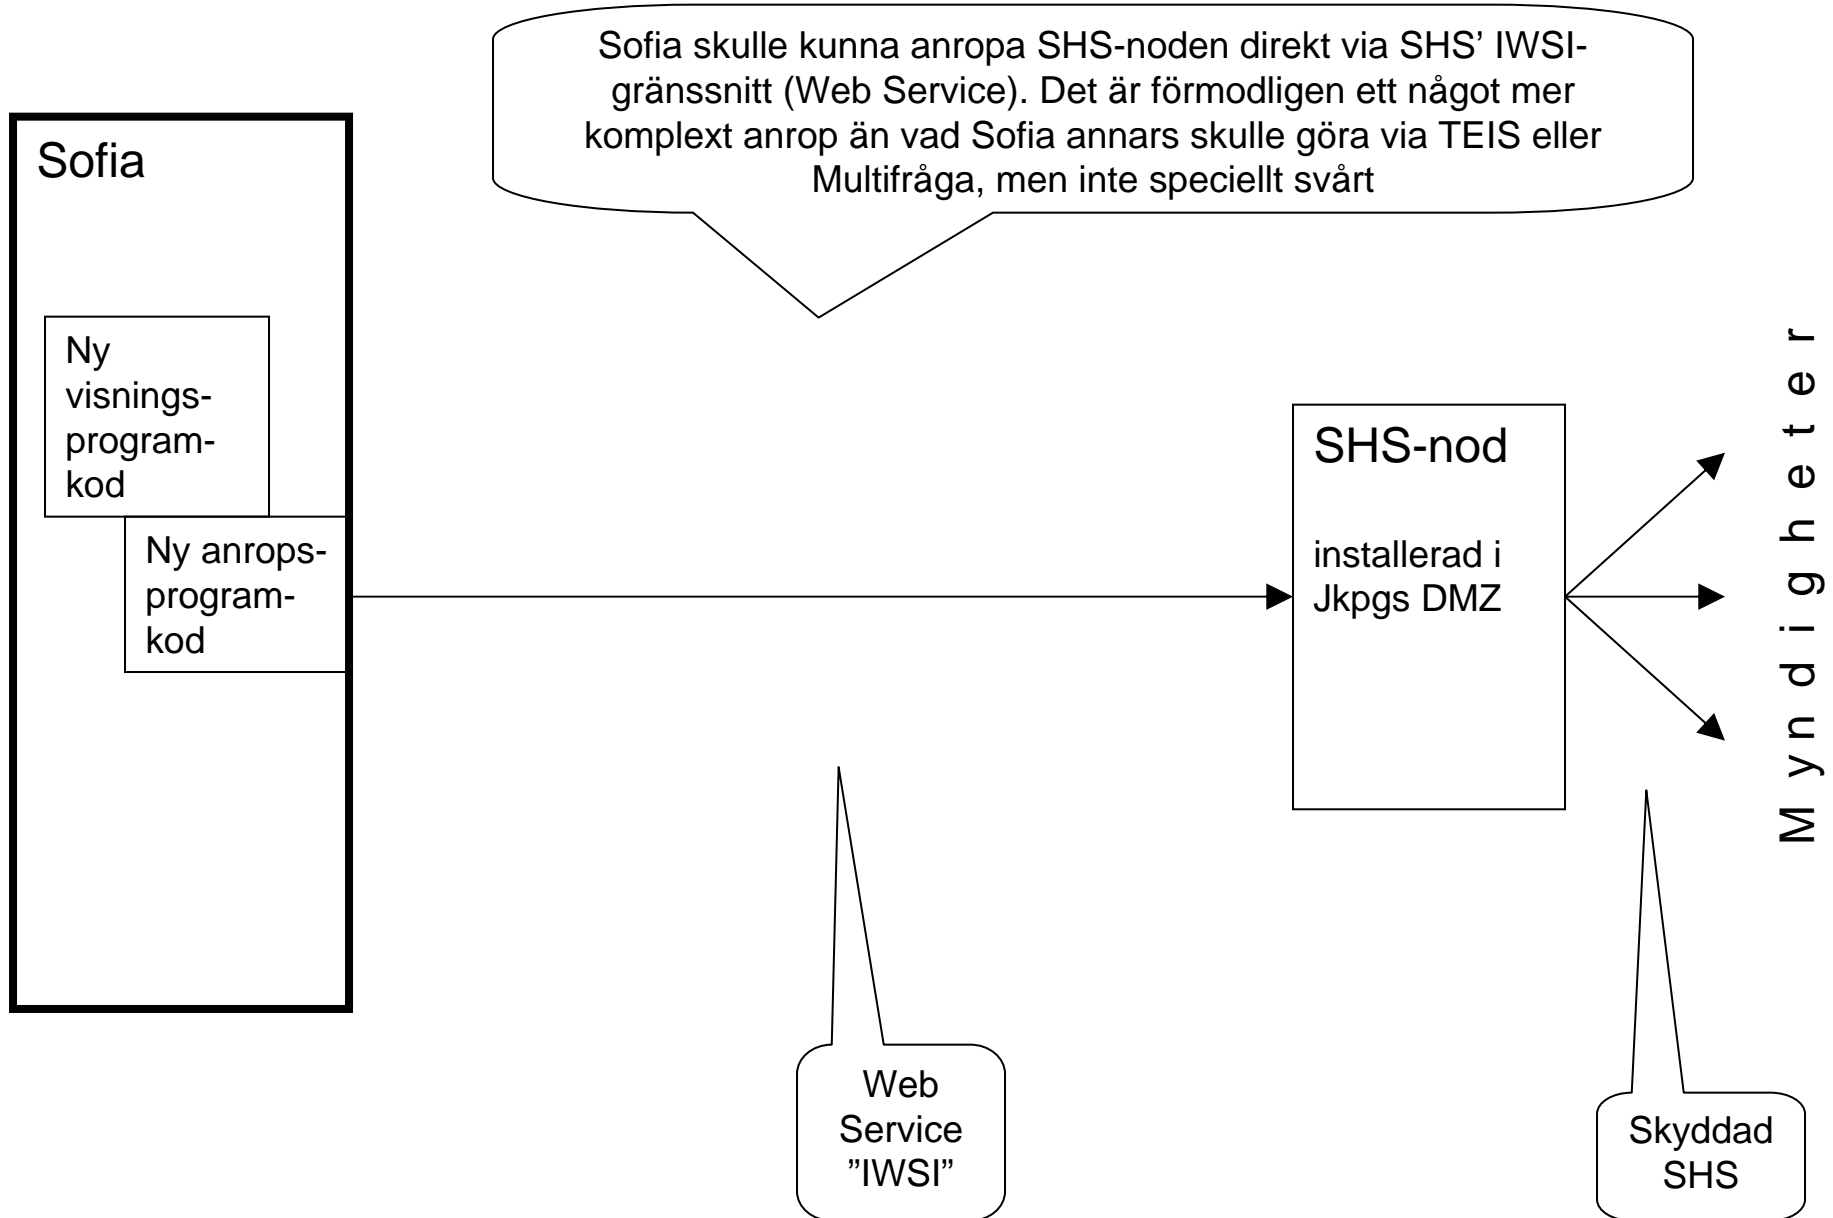 Sofia skulle kunna anropa SHS-noden direkt via SHS’ IWSI-
gränssnitt (Web Service). Det är förmodligen ett något mer
komplext anrop än vad Sofia annars skulle göra via TEIS eller
Multifråga, men inte speciellt svårt
Sofia
Ny
visnings-
program-
kod
Ny anrops-
program-
kod
SHS-nod
installerad i
Jkpgs DMZ
Myndigheter
Web
Service
”IWSI”
Skyddad
SHS